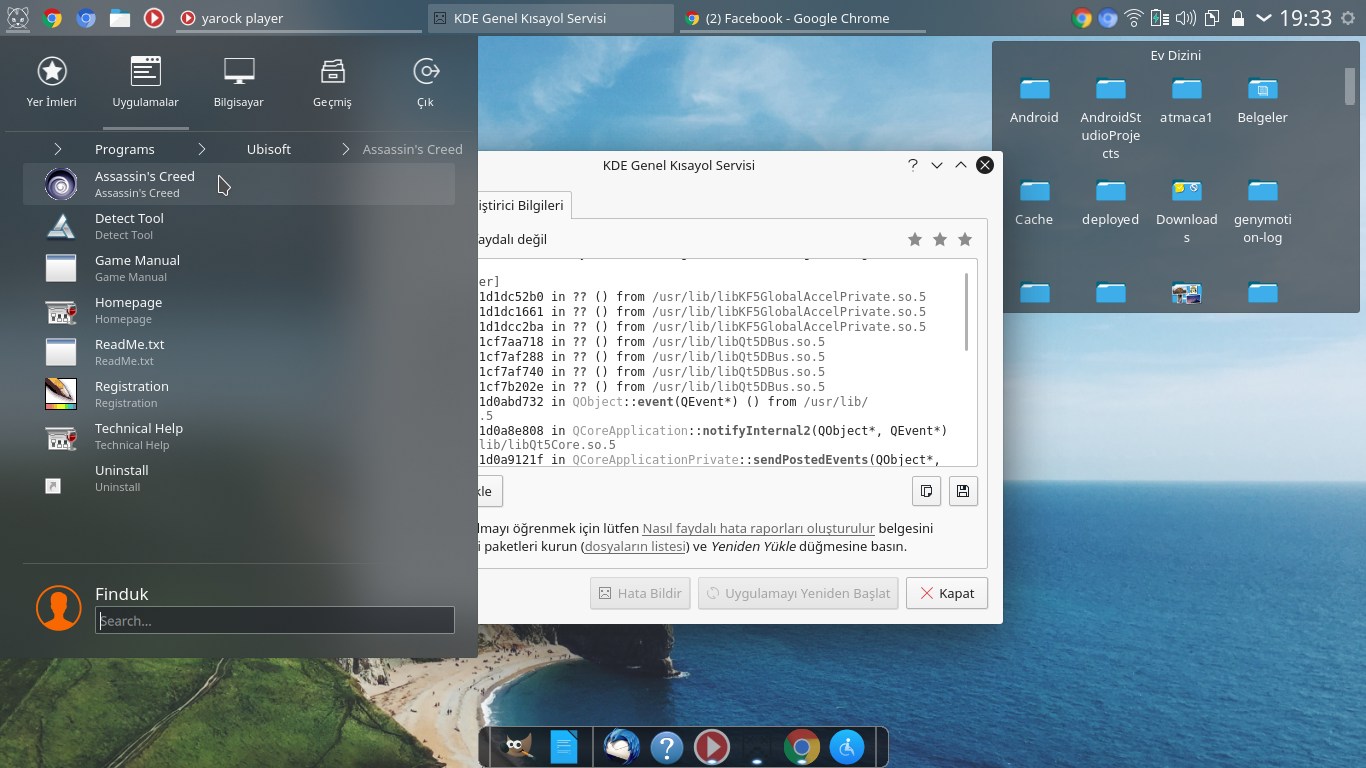 yarock player
KDE Genel Kısayol Servisi
(2) Facebook - Google Chrome
19:33
Yer İmleri
Uygulamalar
Bilgisayar
Geçmiş
Çık
Programs
Ubisoft
Assassin's Creed
Assassin's Creed
Assassin's Creed
Detect Tool
Detect Tool
Game Manual
Game Manual
Homepage
Homepage
ReadMe.txt
ReadMe.txt
Registration
Registration
Technical Help
Technical Help
Uninstall
Uninstall
Finduk
Search...
KDE Genel Kısayol Servisi
iştirici Bilgileri
aydalı değil
er]
1d1dc52b0 in ?? () from /usr/lib/libKF5GlobalAccelPrivate.so.5
1d1dc1661 in ?? () from /usr/lib/libKF5GlobalAccelPrivate.so.5
1d1dcc2ba in ?? () from /usr/lib/libKF5GlobalAccelPrivate.so.5
1cf7aa718 in ?? () from /usr/lib/libQt5DBus.so.5
1cf7af288 in ?? () from /usr/lib/libQt5DBus.so.5
1cf7af740 in ?? () from /usr/lib/libQt5DBus.so.5
1cf7b202e in ?? () from /usr/lib/libQt5DBus.so.5
1d0abd732 in QObject::event(QEvent*) () from /usr/lib/
.5
1d0a8e808 in QCoreApplication::notifyInternal2(QObject*, QEvent*)
lib/libQt5Core.so.5
1d0a9121f in QCoreApplicationPrivate::sendPostedEvents(QObject*,
kle
lmayı öğrenmek için lütfen Nasıl faydalı hata raporları oluşturulur belgesini
i paketleri kurun (dosyaların listesi) ve Yeniden Yükle düğmesine basın.
Hata Bildir
Uygulamayı Yeniden Başlat
Kapat
Ev Dizini
Android
AndroidSt
udioProje
cts
atmaca1
Belgeler
Cache
deployed
Download
s
genymoti
on-log